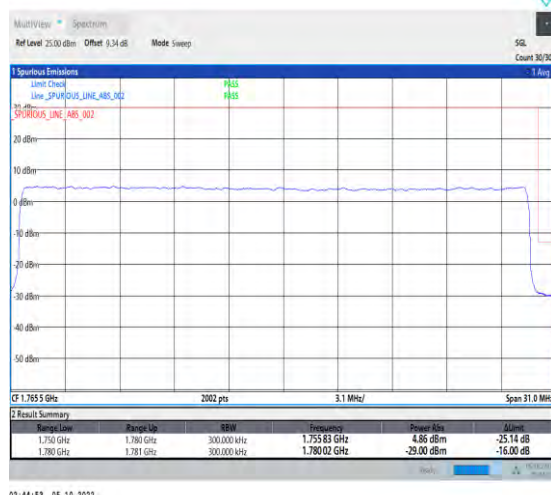 MultiView Spectrum
Ref Level 25.00 dBm Offset 9.34 dB Mode Sweep SGL
Count 30/30
1 Spurious Emissions 1 Avg
Limit Check PASS
Line _SPURIOUS_LINE_ABS_002 PASS
_SPURIOUS_LINE_ABS_002
20 dBm
10 dBm
0 dBm
-10 dBm
-20 dBm
-30 dBm
-40 dBm
-50 dBm
CF 1.765 5 GHz 2002 pts 3.1 MHz/ Span 31.0 MHz
2 Result Summary
Range Low Range Up RBW Frequency Power Abs ΔLimit
1.750 GHz 1.780 GHz 300.000 kHz 1.755 83 GHz 4.86 dBm -25.14 dB
1.780 GHz 1.781 GHz 300.000 kHz 1.780 02 GHz -29.00 dBm -16.00 dB
Ready